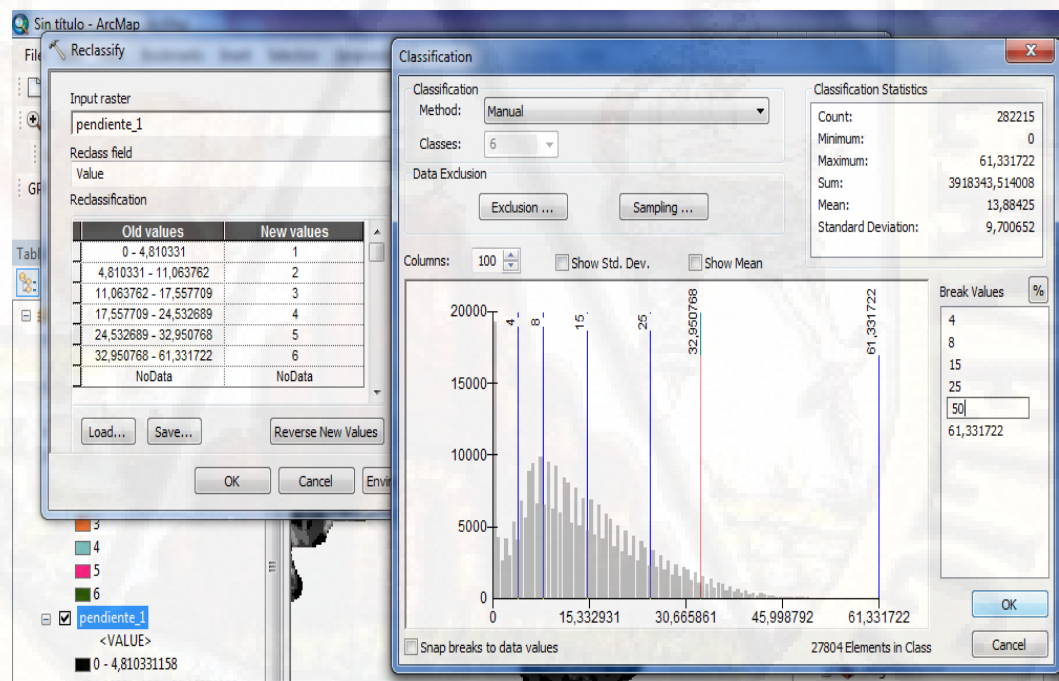 Sin título - ArcMap
File
Reclassify
Input raster
pendiente_1
Reclass field
Value
Reclassification
Old values New values
0 - 4,810331 1
4,810331 - 11,063762 2
11,063762 - 17,557709 3
17,557709 - 24,532689 4
24,532689 - 32,950768 5
32,950768 - 61,331722 6
NoData NoData
Load... Save... Reverse New Values
OK Cancel Envir
3
4
5
6
pendiente_1
<VALUE>
0 - 4,810331158
Classification
Classification
Method: Manual
Classes: 6
Data Exclusion
Exclusion ... Sampling ...
Classification Statistics
Count: 282215
Minimum: 0
Maximum: 61,331722
Sum: 3918343,514008
Mean: 13,88425
Standard Deviation: 9,700652
Columns: 100 Show Std. Dev. Show Mean
Break Values %
4
8
15
25
50
61,331722
20000
15000
10000
5000
0
4 8 15 25 32,950768 61,331722
0 15,332931 30,665861 45,998792 61,331722
Snap breaks to data values 27804 Elements in Class
OK
Cancel